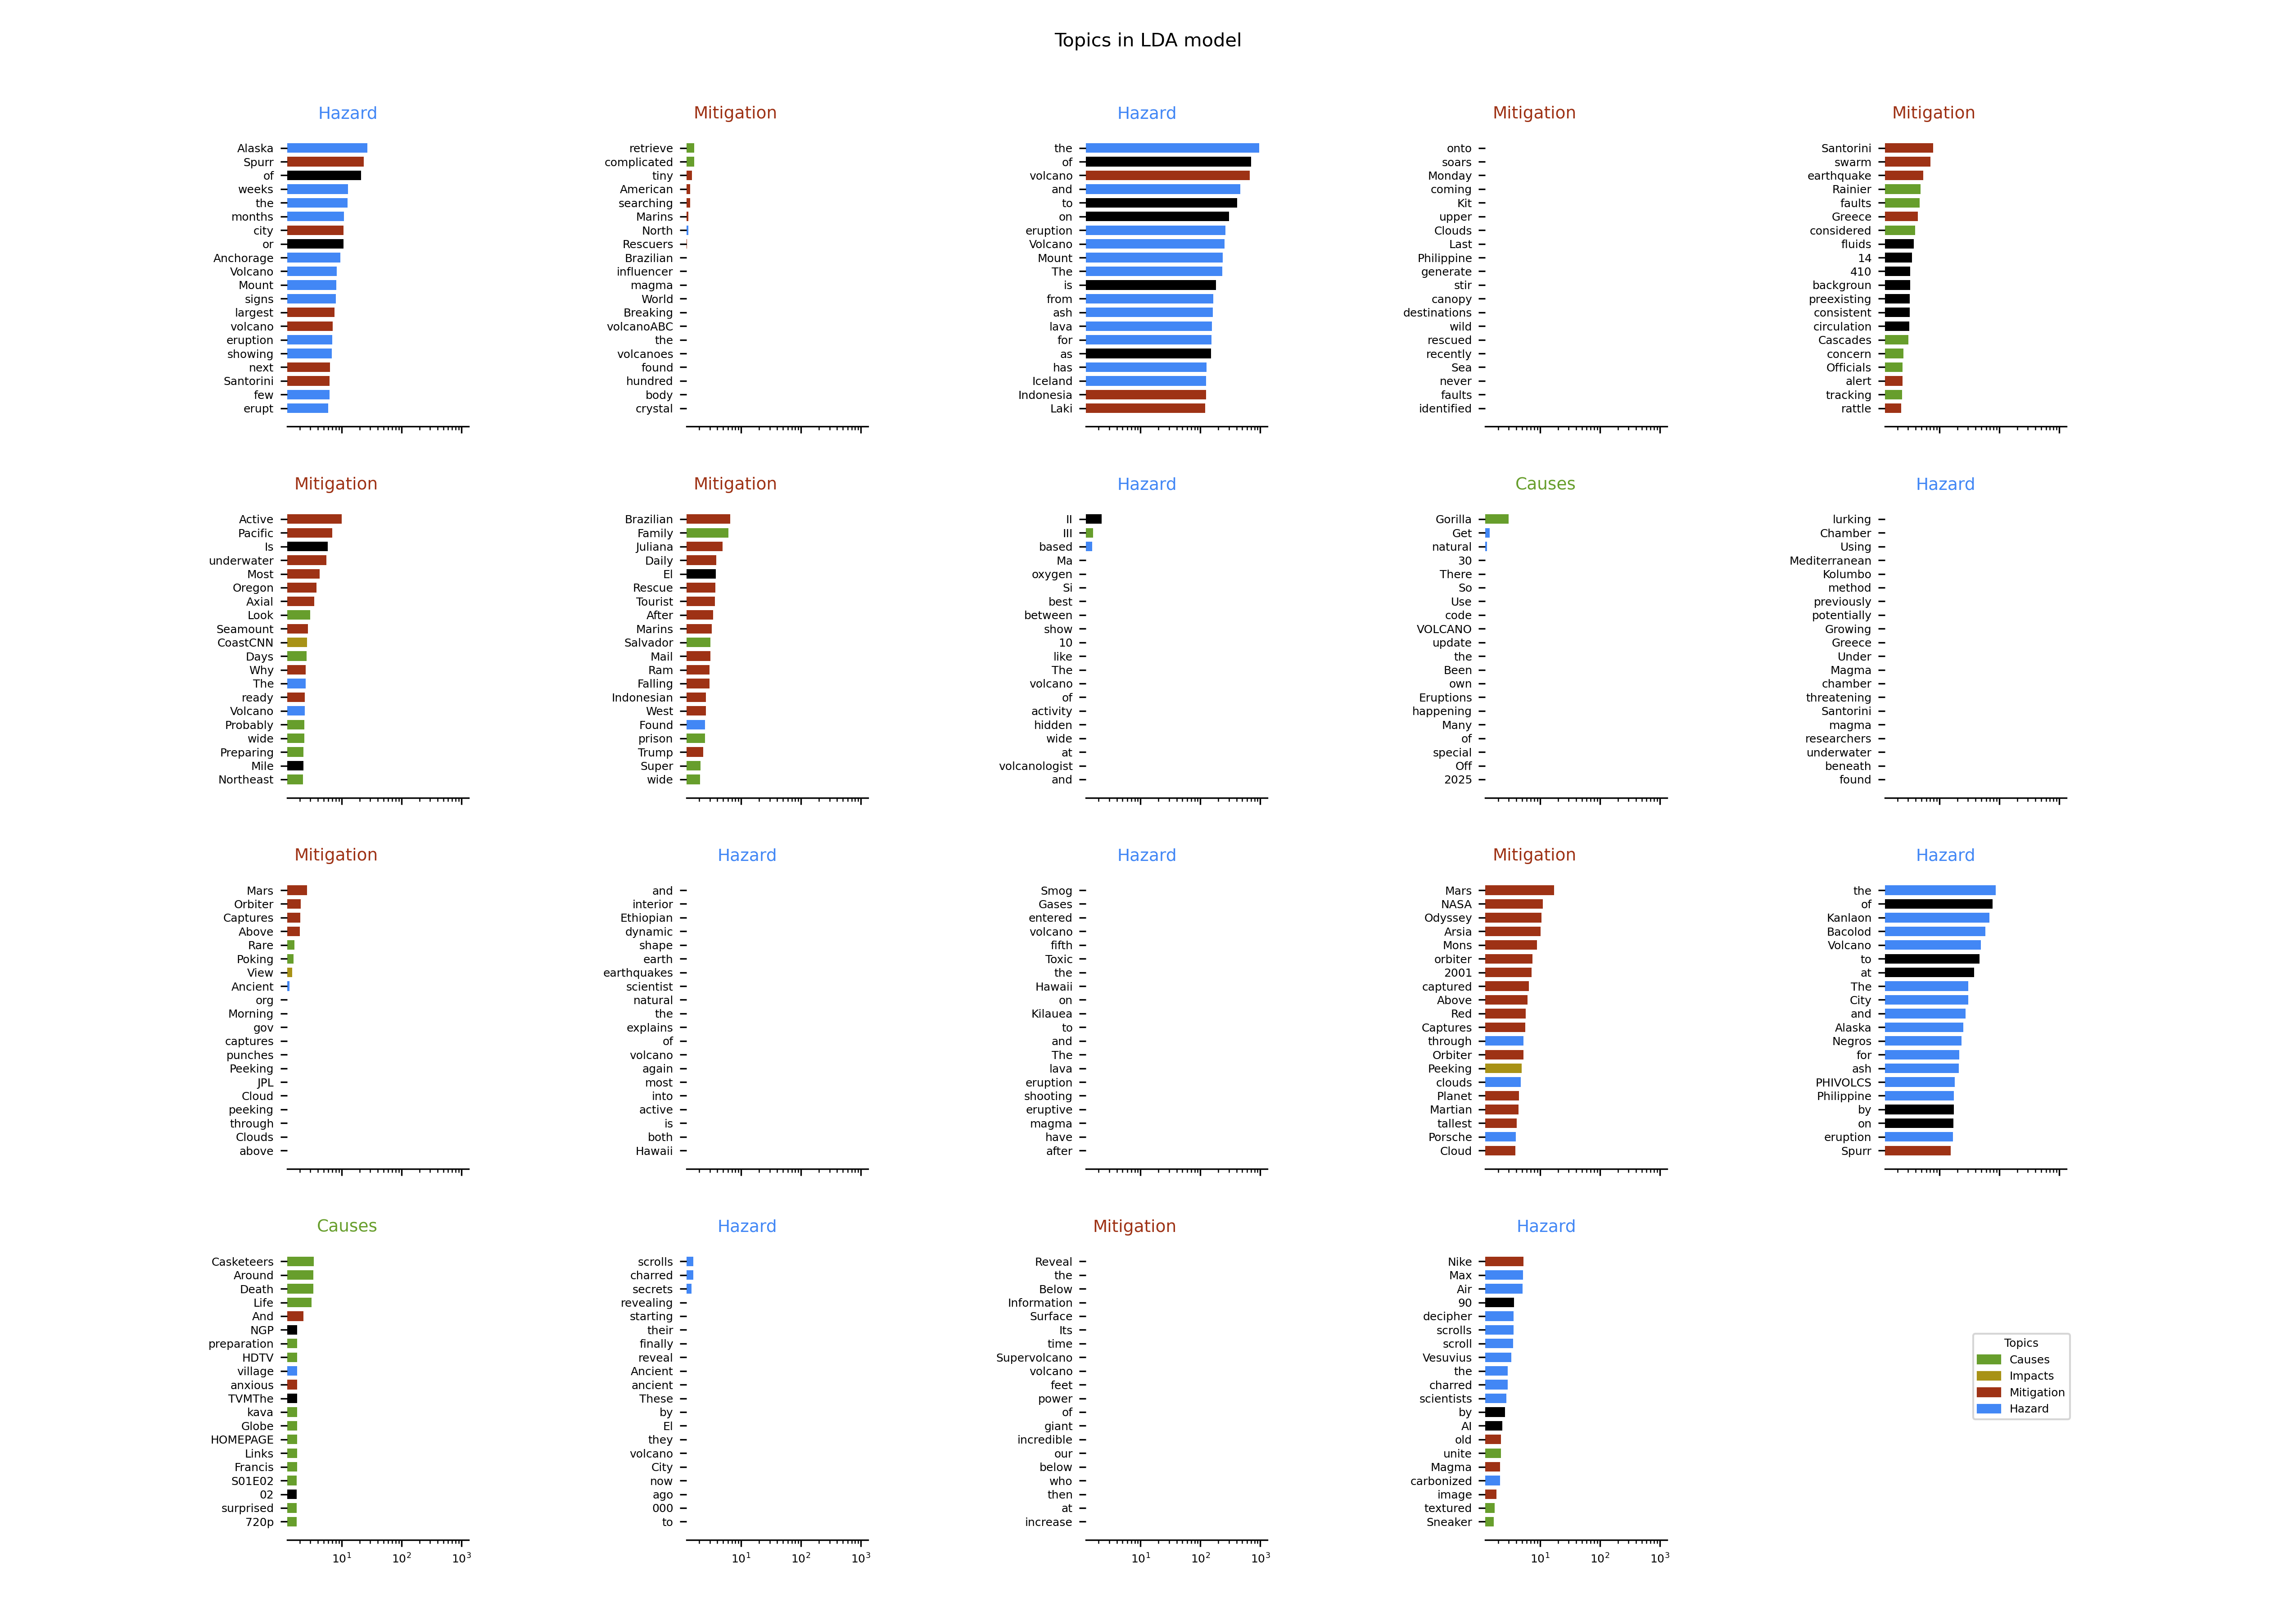 Topics in LDA model
Hazard
Alaska
Spurr
of
weeks
the
months
city
or
Anchorage
Volcano
Mount
signs
largest
volcano
eruption
showing
next
Santorini
few
erupt
Mitigation
retrieve
complicated
tiny
American
searching
Marins
North
Rescuers
Brazilian
influencer
magma
World
Breaking
volcanoABC
the
volcanoes
found
hundred
body
crystal
Hazard
the
of
volcano
and
to
on
eruption
Volcano
Mount
The
is
from
ash
lava
for
as
has
Iceland
Indonesia
Laki
Mitigation
onto
soars
Monday
coming
Kit
upper
Clouds
Last
Philippine
generate
stir
canopy
destinations
wild
rescued
recently
Sea
never
faults
identified
Mitigation
Santorini
swarm
earthquake
Rainier
faults
Greece
considered
fluids
14
410
backgroun
preexisting
consistent
circulation
Cascades
concern
Officials
alert
tracking
rattle
Mitigation
Active
Pacific
Is
underwater
Most
Oregon
Axial
Look
Seamount
CoastCNN
Days
Why
The
ready
Volcano
Probably
wide
Preparing
Mile
Northeast
Mitigation
Brazilian
Family
Juliana
Daily
El
Rescue
Tourist
After
Marins
Salvador
Mail
Ram
Falling
Indonesian
West
Found
prison
Trump
Super
wide
Hazard
II
III
based
Ma
oxygen
Si
best
between
show
10
like
The
volcano
of
activity
hidden
wide
at
volcanologist
and
Causes
Gorilla
Get
natural
30
There
So
Use
code
VOLCANO
update
the
Been
own
Eruptions
happening
Many
of
special
Off
2025
Hazard
lurking
Chamber
Using
Mediterranean
Kolumbo
method
previously
potentially
Growing
Greece
Under
Magma
chamber
threatening
Santorini
magma
researchers
underwater
beneath
found
Mitigation
Mars
Orbiter
Captures
Above
Rare
Poking
View
Ancient
org
Morning
gov
captures
punches
Peeking
JPL
Cloud
peeking
through
Clouds
above
Hazard
and
interior
Ethiopian
dynamic
shape
earth
earthquakes
scientist
natural
the
explains
of
volcano
again
most
into
active
is
both
Hawaii
Hazard
Smog
Gases
entered
volcano
fifth
Toxic
the
Hawaii
on
Kilauea
to
and
The
lava
eruption
shooting
eruptive
magma
have
after
Mitigation
Mars
NASA
Odyssey
Arsia
Mons
orbiter
2001
captured
Above
Red
Captures
through
Orbiter
Peeking
clouds
Planet
Martian
tallest
Porsche
Cloud
Hazard
the
of
Kanlaon
Bacolod
Volcano
to
at
The
City
and
Alaska
Negros
for
ash
PHIVOLCS
Philippine
by
on
eruption
Spurr
Causes
Casketeers
Around
Death
Life
And
NGP
preparation
HDTV
village
anxious
TVMThe
kava
Globe
HOMEPAGE
Links
Francis
S01E02
02
surprised
720p
10¹ 10² 10³
Hazard
scrolls
charred
secrets
revealing
starting
their
finally
reveal
Ancient
ancient
These
by
El
they
volcano
City
now
ago
000
to
10¹ 10² 10³
Mitigation
Reveal
the
Below
Information
Surface
Its
time
Supervolcano
volcano
feet
power
of
giant
incredible
our
below
who
then
at
increase
10¹ 10² 10³
Hazard
Nike
Max
Air
90
decipher
scrolls
scroll
Vesuvius
the
charred
scientists
by
AI
old
unite
Magma
carbonized
image
textured
Sneaker
10¹ 10² 10³
Topics
Causes
Impacts
Mitigation
Hazard